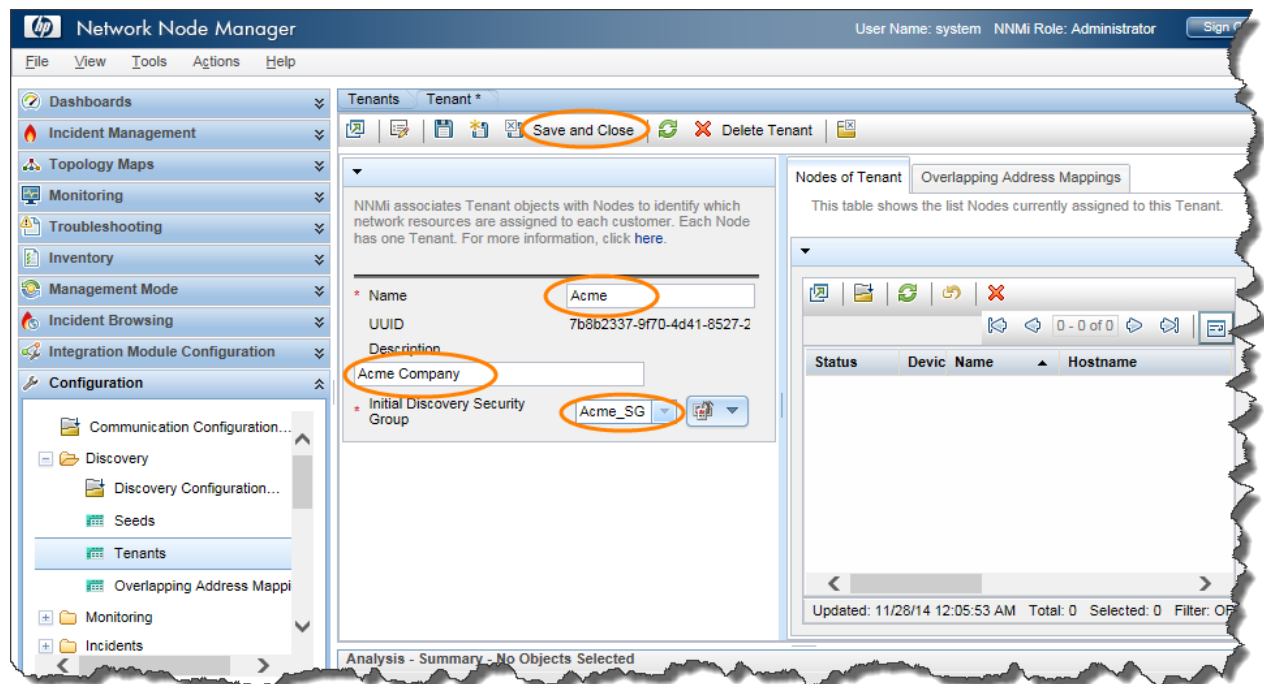 hp Network Node Manager User Name: system NNMi Role: Administrator Sign
File View Tools Actions Help
Dashboards
Incident Management
Topology Maps
Monitoring
Troubleshooting
Inventory
Management Mode
Incident Browsing
Integration Module Configuration
Configuration
Communication Configuration...
Discovery
Discovery Configuration...
Seeds
Tenants
Overlapping Address Mappi
Monitoring
Incidents
Tenants Tenant *
Save and Close Delete Tenant
NNMi associates Tenant objects with Nodes to identify which
network resources are assigned to each customer. Each Node
has one Tenant. For more information, click here.
* Name Acme
UUID 7b8b2337-9f70-4d41-8527-2
Description
Acme Company
* Initial Discovery Security
Group Acme_SG
Nodes of Tenant Overlapping Address Mappings
This table shows the list Nodes currently assigned to this Tenant.
0 - 0 of 0
Status Devic Name Hostname
Updated: 11/28/14 12:05:53 AM Total: 0 Selected: 0 Filter: OF
Analysis - Summary - No Objects Selected